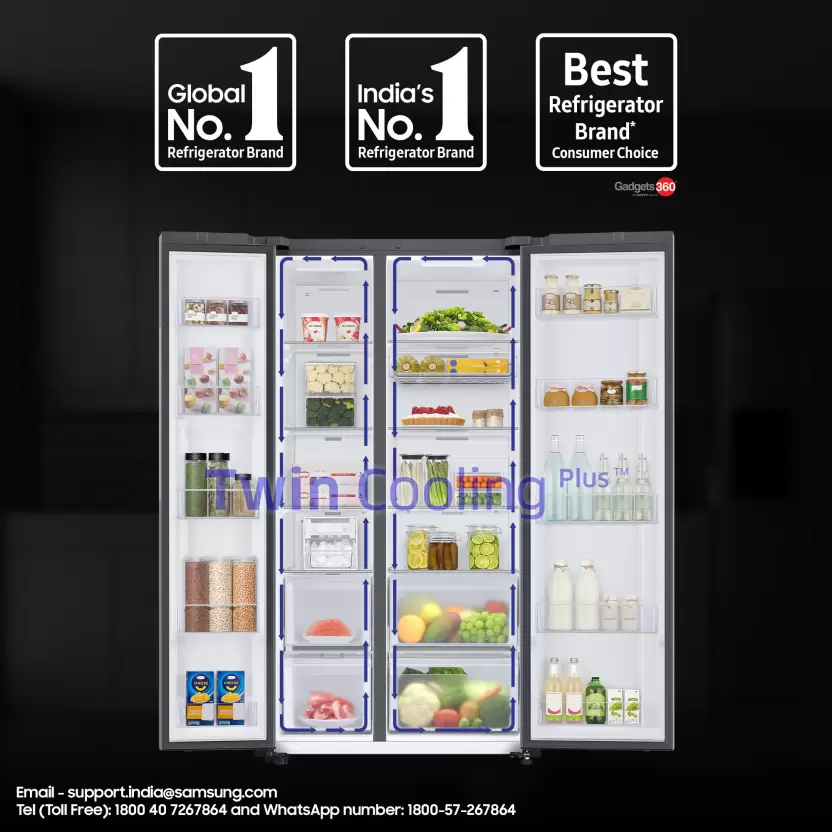 Global
No. 1
Refrigerator Brand
India's
No. 1
Refrigerator Brand
Best
Refrigerator
Brand*
Consumer Choice
Gadgets 360
Twin Cooling Plus™
Email - support.india@samsung.com
Tel (Toll Free): 1800 40 7267864 and WhatsApp number: 1800-57-267864